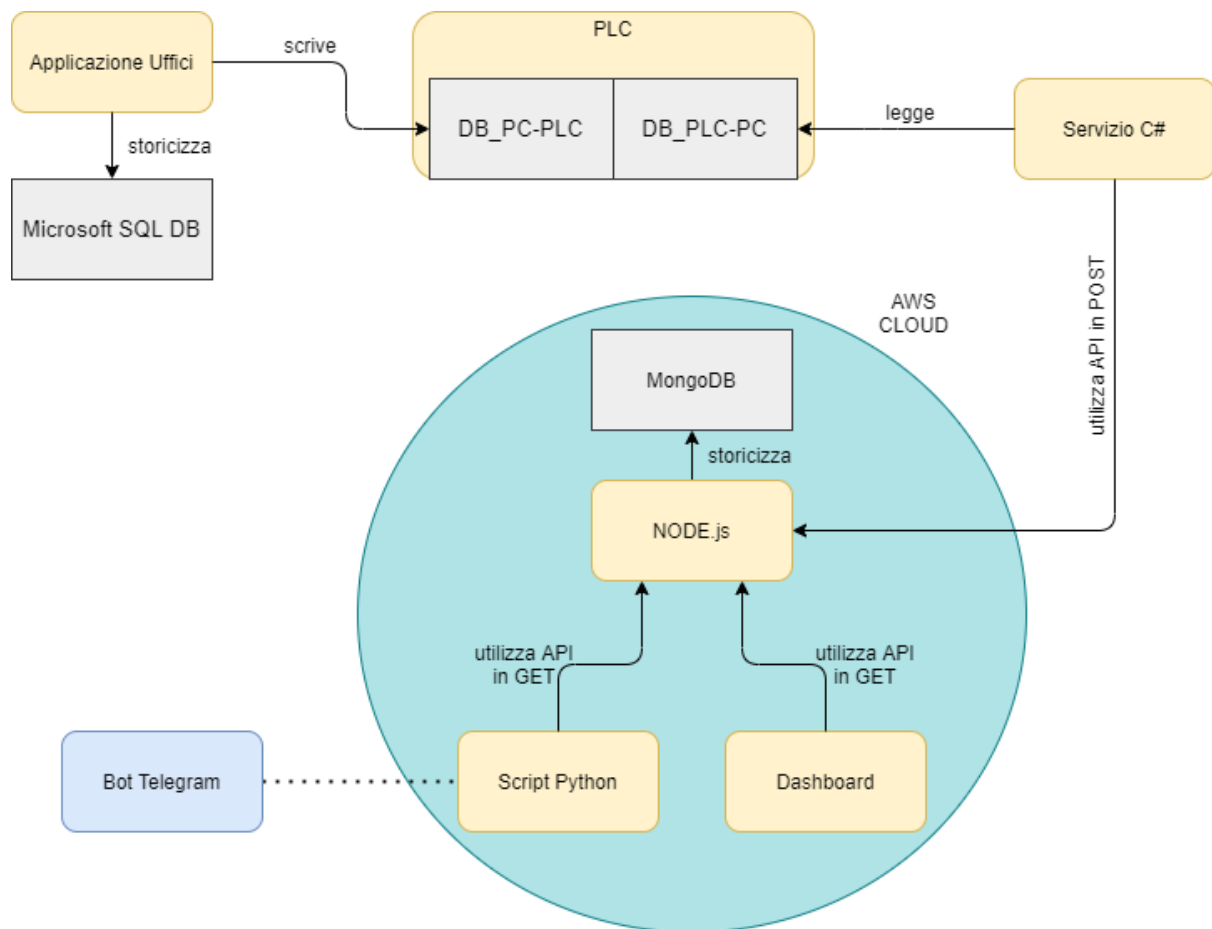 PLC
Applicazione Uffici
scrive
DB_PC-PLC
DB_PLC-PC
legge
Servizio C#
storicizza
Microsoft SQL DB
utilizza API in POST
AWS
CLOUD
MongoDB
storicizza
NODE.js
utilizza API
in GET
utilizza API
in GET
Bot Telegram
Script Python
Dashboard